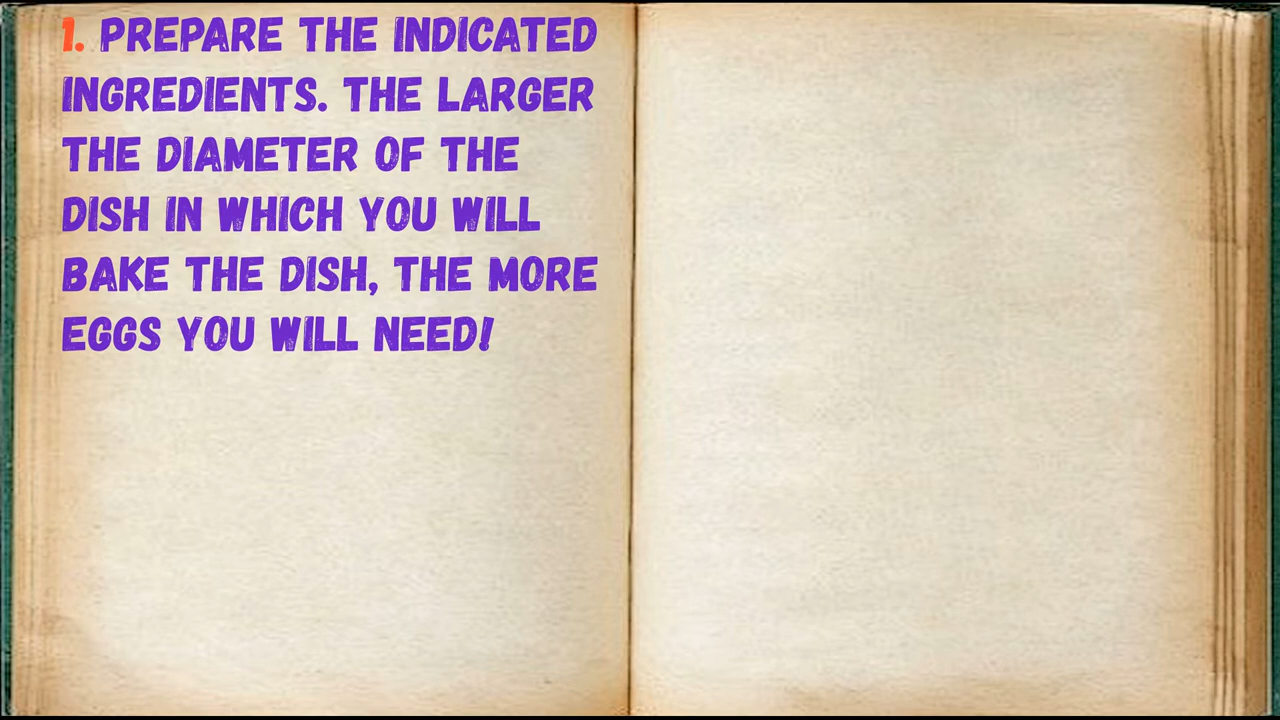 1. PREPARE THE INDICATED
INGREDIENTS. THE LARGER
THE DIAMETER OF THE
DISH IN WHICH YOU WILL
BAKE THE DISH, THE MORE
EGGS YOU WILL NEED!